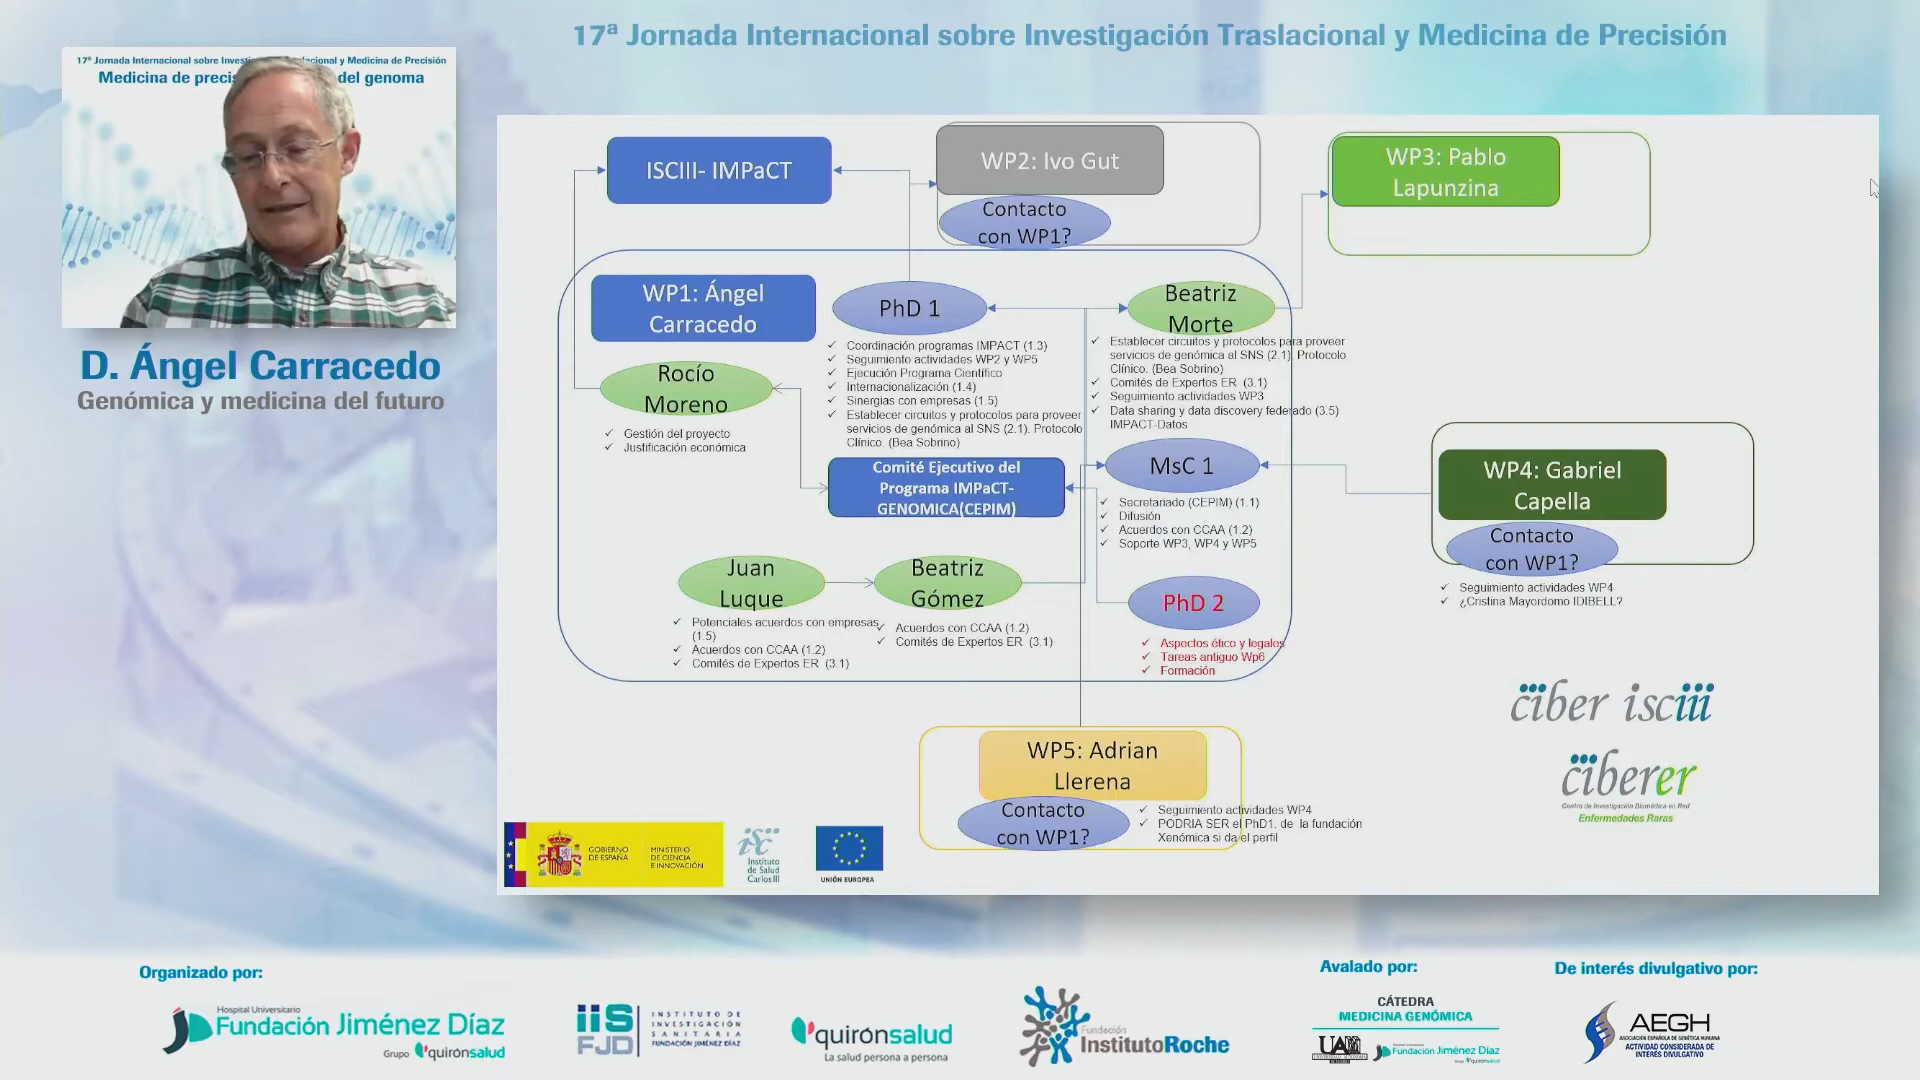 17ª Jornada Internacional sobre Investigación Traslacional y Medicina de Precisión
17ª Jornada Internacional sobre
y Medicina de Precisión
Medicina de
del genoma
D. Ángel Carracedo
Genómica y medicina del futuro
ISCIII- IMPaCT
WP2: Ivo Gut
Contacto
con WP1?
WP3: Pablo
Lapunzina
WP1: Ángel
Carracedo
PhD 1
✓ Coordinación programas IMPACT (1.3)
✓ Seguimiento actividades WP2 y WP5
✓ Ejecución Programa Científico
✓ Internacionalización (1.4)
✓ Sinergias con empresas (1.5)
✓ Establecer circuitos y protocolos para proveer
servicios de genómica al SNS (2.1). Protocolo
Clínico. (Bea Sobrino)
Beatriz
Morte
✓ Establecer circuitos y protocolos para proveer
servicios de genómica al SNS (2.1). Protocolo
Clínico. (Bea Sobrino)
✓ Comités de Expertos ER (3.1)
✓ Seguimiento actividades WP3
✓ Data sharing y data discovery federado (3.5)
IMPACT-Datos
Rocío
Moreno
✓ Gestión del proyecto
✓ Justificación económica
Comité Ejecutivo del
Programa IMPaCT-
GENOMICA(CEPIM)
MsC 1
✓ Secretariado (CEPIM) (1.1)
✓ Difusión
✓ Acuerdos con CCAA (1.2)
✓ Soporte WP3, WP4 y WP5
WP4: Gabriel
Capella
Contacto
con WP1?
✓ Seguimiento actividades WP4
✓ ¿Cristina Mayordomo IDIBELL?
Juan
Luque
✓ Potenciales acuerdos con empresas
(1.5)
✓ Acuerdos con CCAA (1.2)
✓ Comités de Expertos ER (3.1)
Beatriz
Gómez
✓ Acuerdos con CCAA (1.2)
✓ Comités de Expertos ER (3.1)
PhD 2
✓ Aspectos ético y legales
✓ Tareas antiguo Wp6
✓ Formación
WP5: Adrian
Llerena
Contacto
con WP1?
✓ Seguimiento actividades WP4
✓ PODRIA SER el PhD1. de la fundación
Xenómica si da el perfil
ciber isciii
ciberer
Centro de Investigación Biomédica en Red
Enfermedades Raras
GOBIERNO
DE ESPAÑA
MINISTERIO
DE CIENCIA
E INNOVACIÓN
Instituto
de Salud
Carlos III
UNIÓN EUROPEA
Organizado por:
Hospital Universitario
Fundación Jiménez Díaz
Grupo quirónsalud
iiS
FJD
INSTITUTO DE
INVESTIGACIÓN
SANITARIA
FUNDACIÓN JIMÉNEZ DÍAZ
quirónsalud
La salud persona a persona
Fundación
InstitutoRoche
Avalado por:
CÁTEDRA
MEDICINA GENÓMICA
UAM
Fundación Jiménez Díaz
De interés divulgativo por:
AEGH
ASOCIACIÓN ESPAÑOLA DE GENÉTICA HUMANA
ACTIVIDAD CONSIDERADA DE
INTERÉS DIVULGATIVO